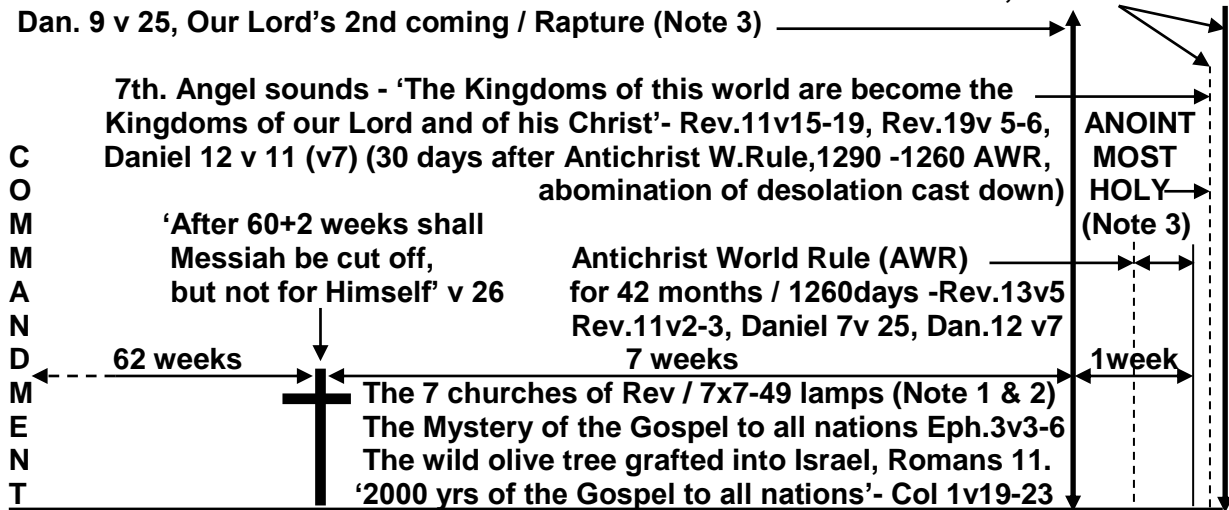 Dan. 9 v 25, Our Lord’s 2nd coming / Rapture (Note 3)
7th. Angel sounds - ‘The Kingdoms of this world are become the
Kingdoms of our Lord and of his Christ’- Rev.11v15-19, Rev.19v 5-6,
Daniel 12 v 11 (v7) (30 days after Antichrist W.Rule,1290 -1260 AWR,
abomination of desolation cast down)
ANOINT
MOST
HOLY
(Note 3)
COMMANDMENT
‘After 60+2 weeks shall
Messiah be cut off,
but not for Himself’ v 26
Antichrist World Rule (AWR)
for 42 months / 1260days -Rev.13v5
Rev.11v2-3, Daniel 7v 25, Dan.12 v7
62 weeks
7 weeks
1week
The 7 churches of Rev / 7x7-49 lamps (Note 1 & 2)
The Mystery of the Gospel to all nations Eph.3v3-6
The wild olive tree grafted into Israel, Romans 11.
‘2000 yrs of the Gospel to all nations’- Col 1v19-23